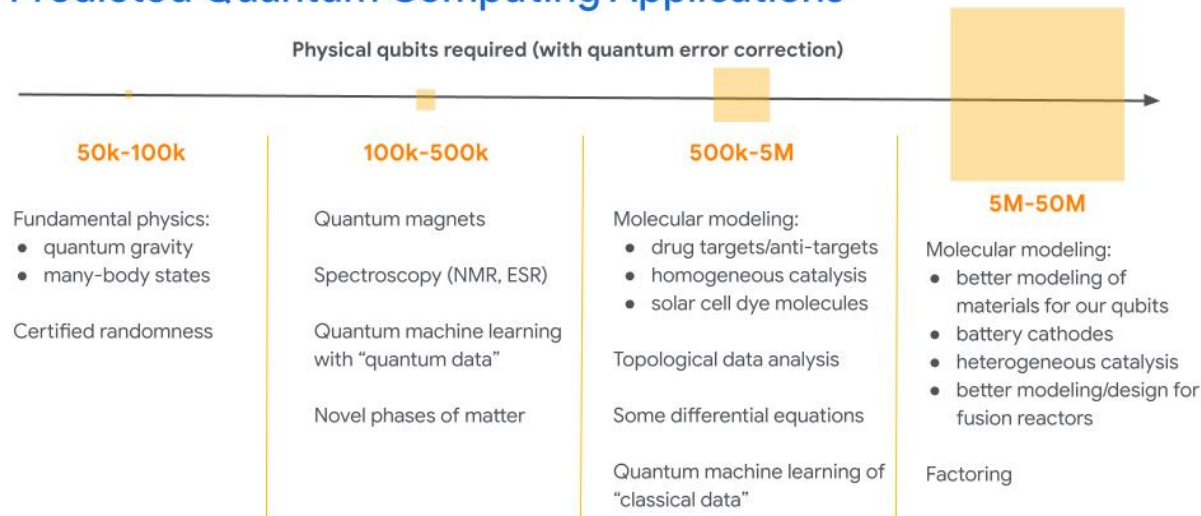 Predicted Quantum Computing Applications
Physical qubits required (with quantum error correction)
50k-100k
Fundamental physics:
● quantum gravity
● many-body states
Certified randomness
100k-500k
Quantum magnets
Spectroscopy (NMR, ESR)
Quantum machine learning
with “quantum data”
Novel phases of matter
500k-5M
Molecular modeling:
● drug targets/anti-targets
● homogeneous catalysis
● solar cell dye molecules
Topological data analysis
Some differential equations
Quantum machine learning of
“classical data”
5M-50M
Molecular modeling:
● better modeling of
materials for our qubits
● battery cathodes
● heterogeneous catalysis
● better modeling/design for
fusion reactors
Factoring